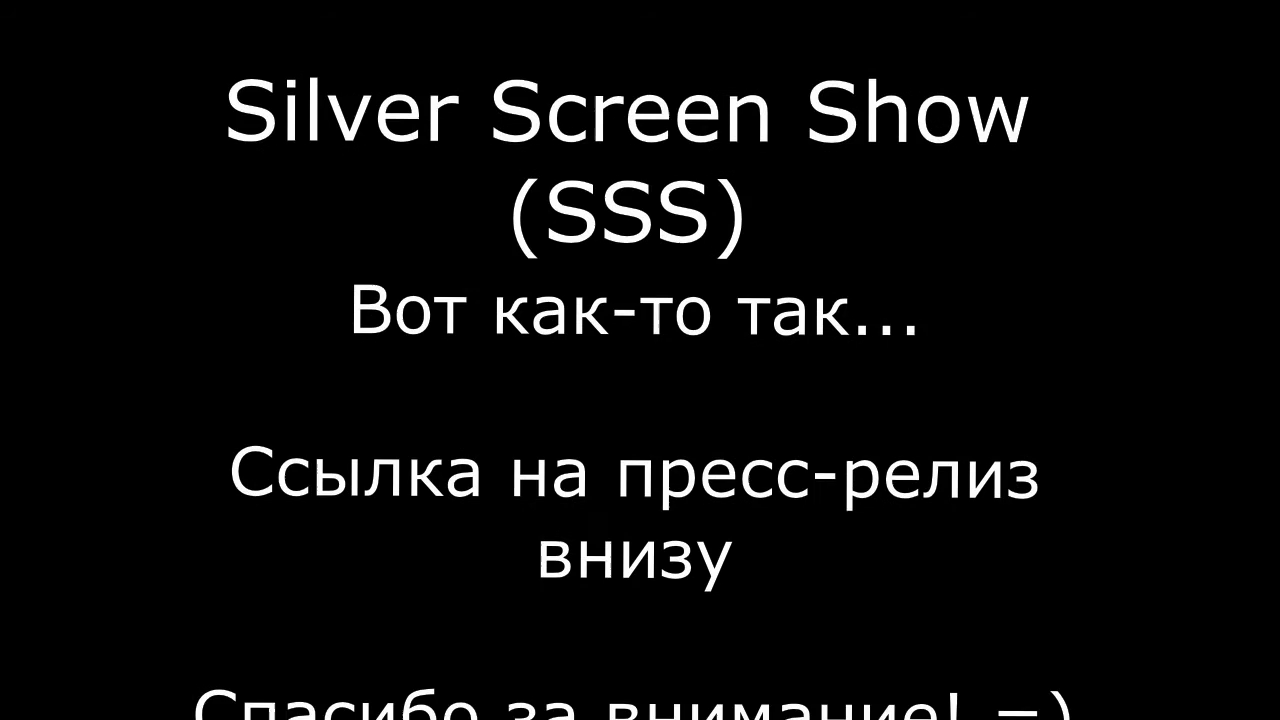 Silver Screen Show
(SSS)
Вот как-то так...
Ссылка на пресс-релиз
внизу
Спасибо за внимание! =)